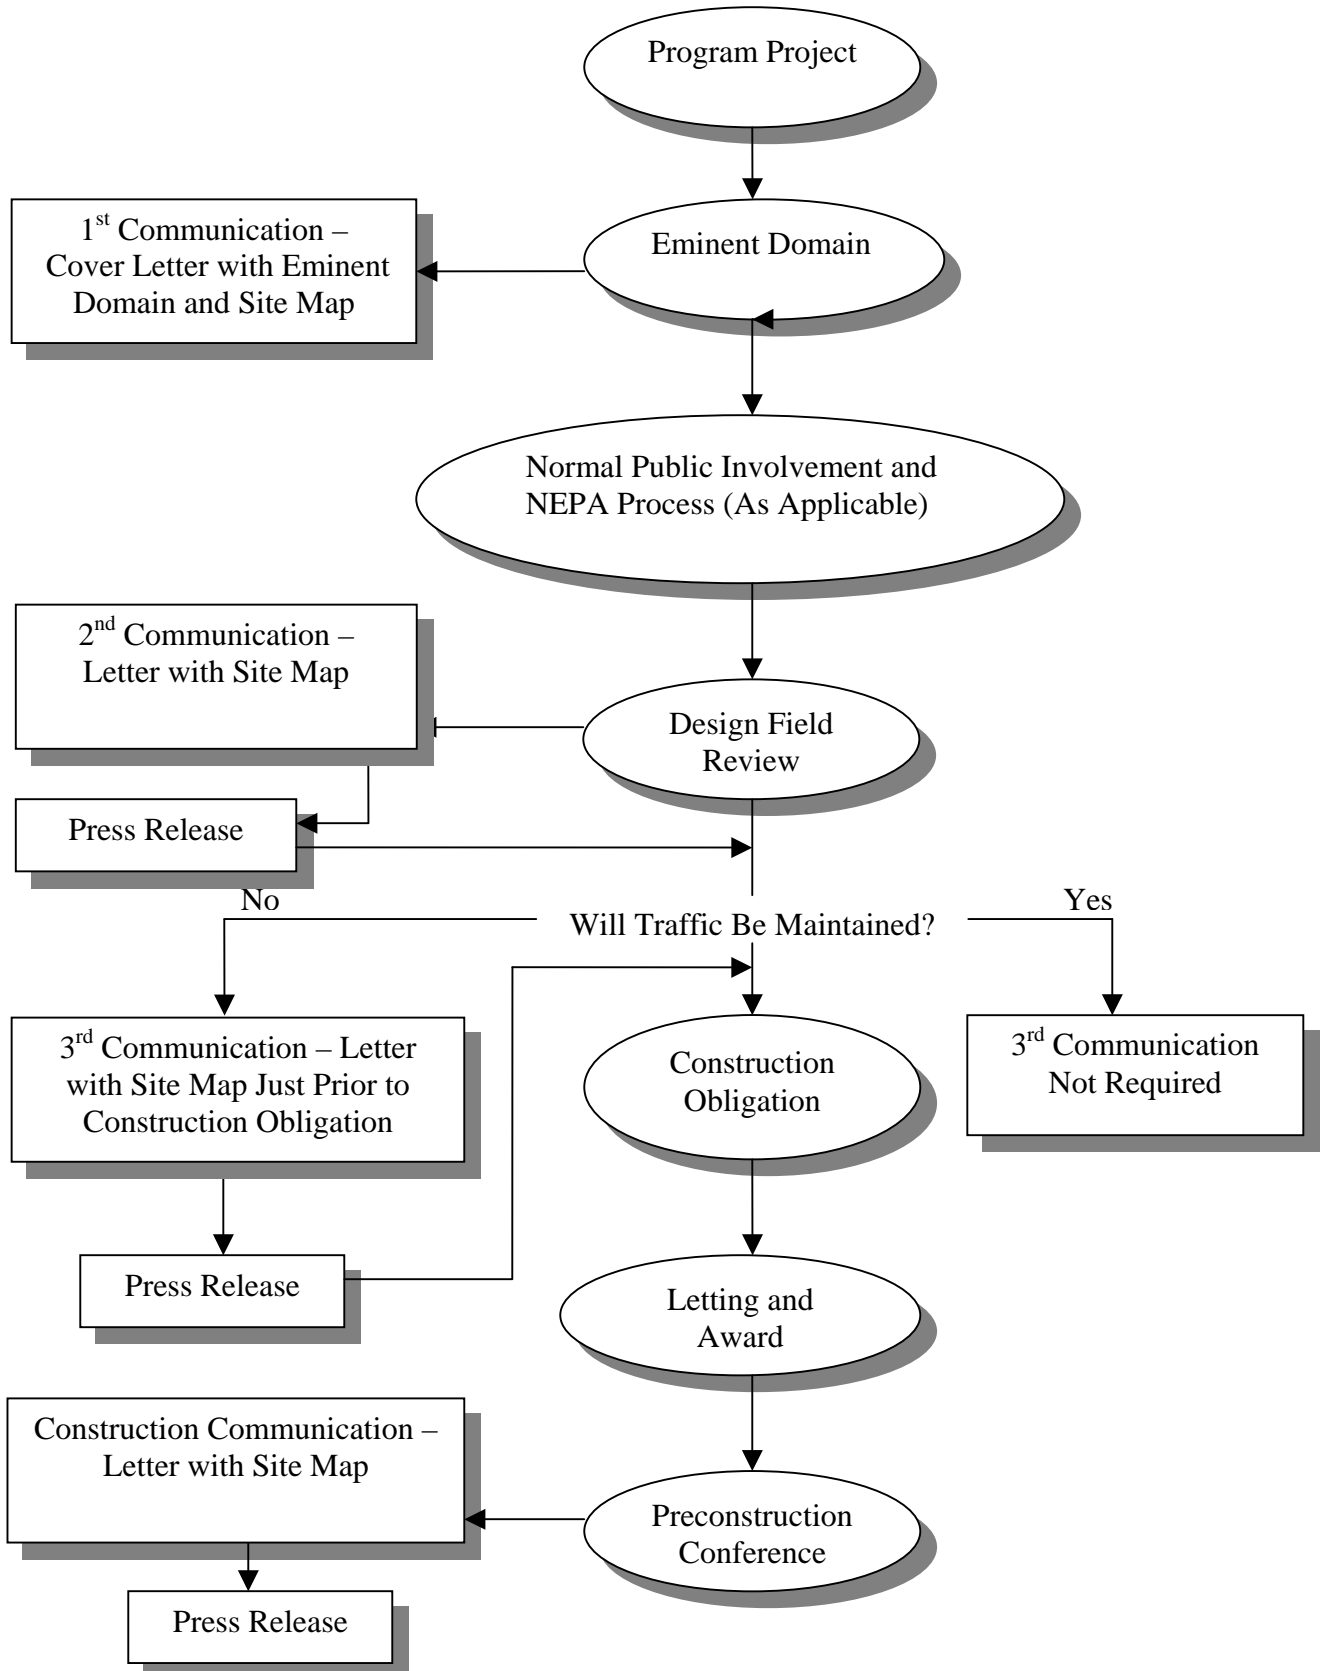 Program Project
1st Communication –
Cover Letter with Eminent
Domain and Site Map
Eminent Domain
Normal Public Involvement and
NEPA Process (As Applicable)
2nd Communication –
Letter with Site Map
Design Field
Review
Press Release
No
Yes
Will Traffic Be Maintained?
3rd Communication – Letter
with Site Map Just Prior to
Construction Obligation
Construction
Obligation
3rd Communication
Not Required
Press Release
Letting and
Award
Construction Communication –
Letter with Site Map
Preconstruction
Conference
Press Release